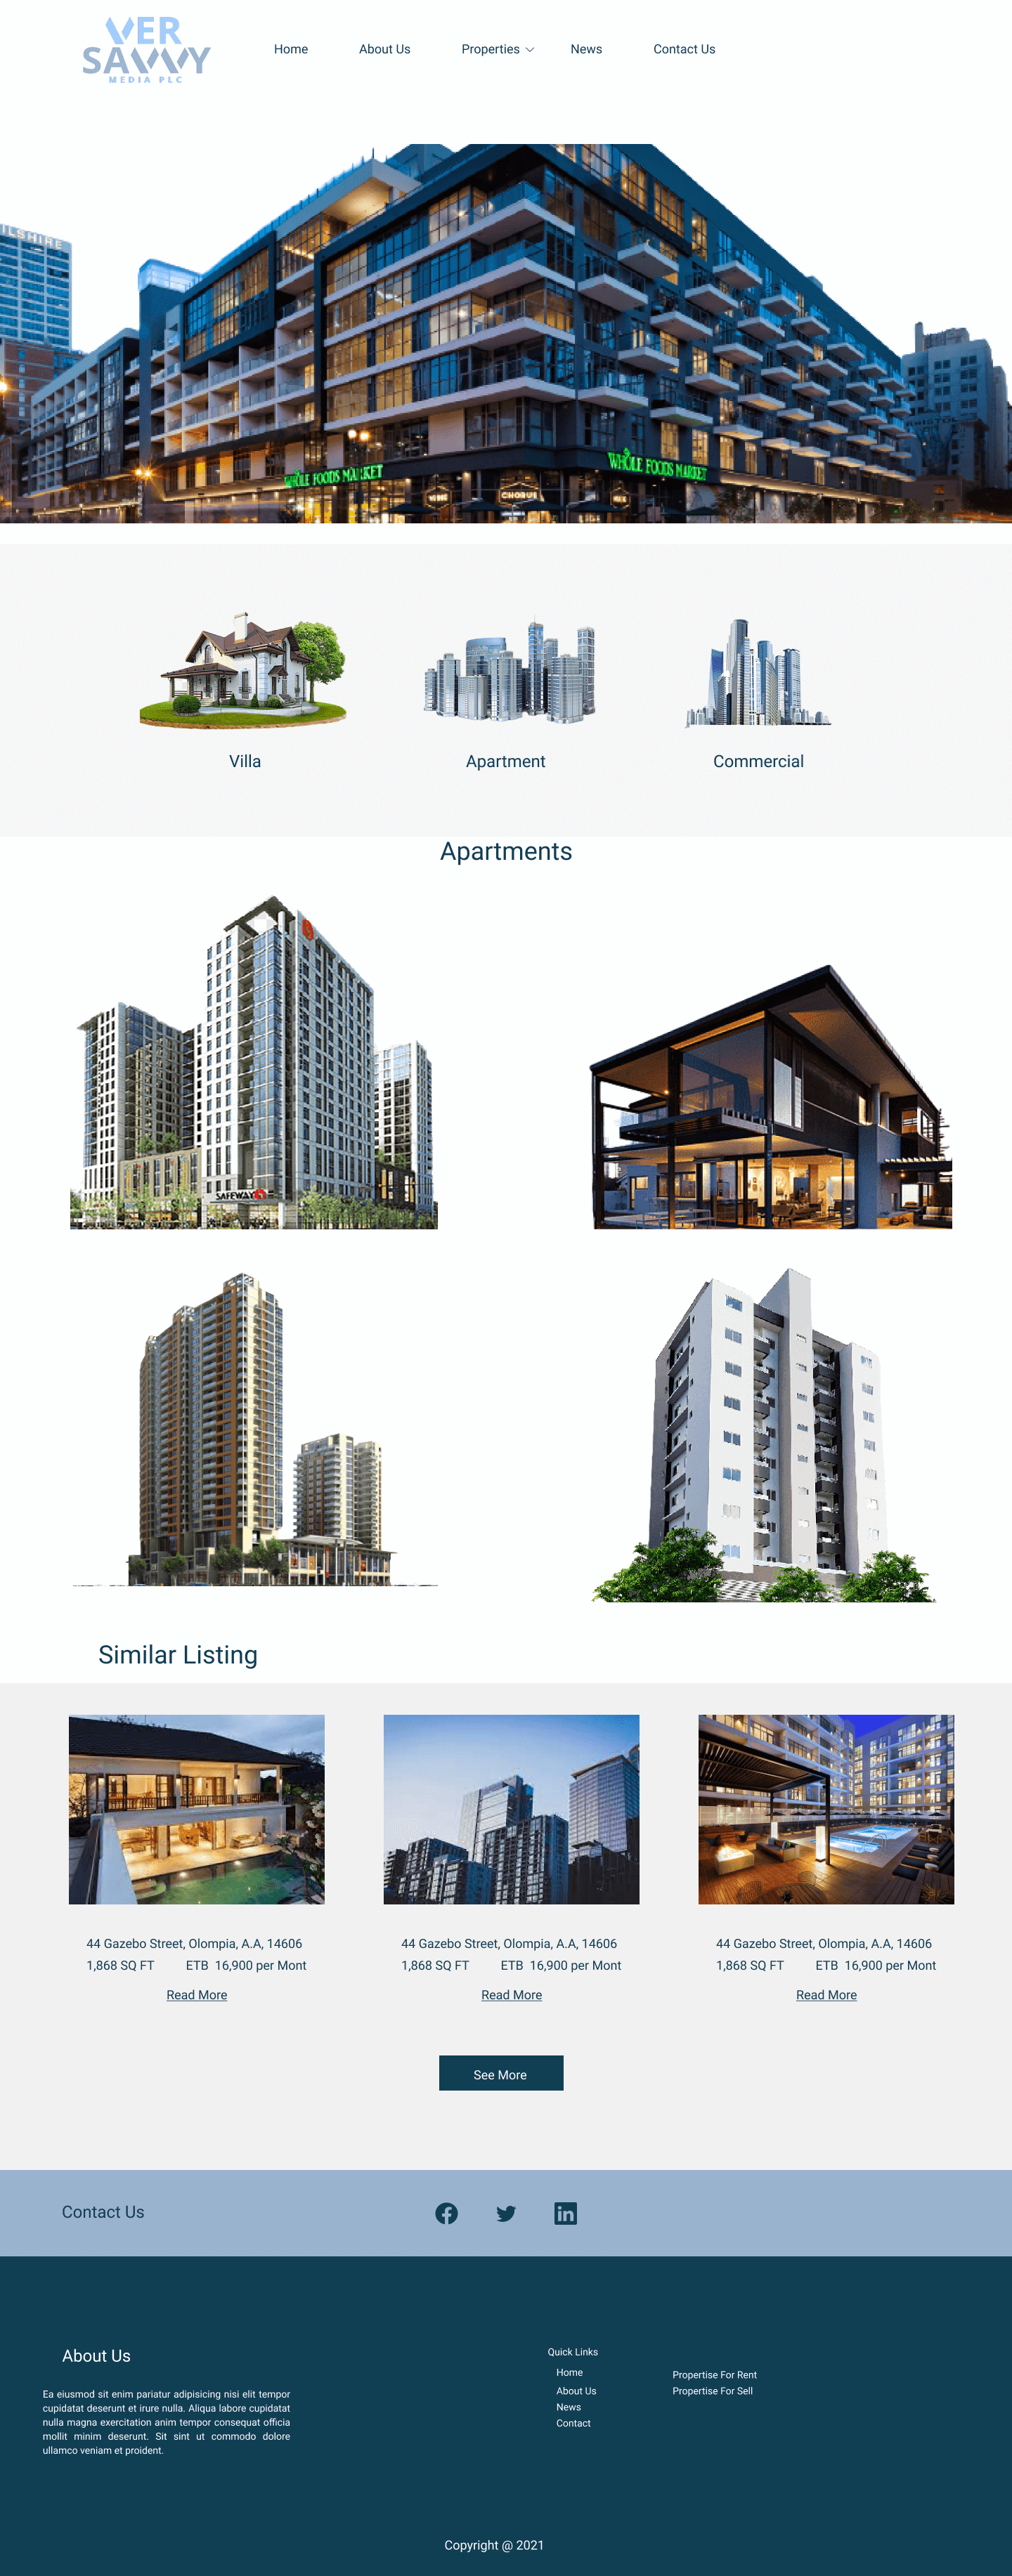 VER
SAVVY
MEDIA PLC
Home About Us Properties News Contact Us
ILSHIRE
WHOLE FOODS MARKET
WHOLE FOODS MARKET
WINE
CHORUS
Villa Apartment Commercial
Apartments
SAFEWAY
Similar Listing
44 Gazebo Street, Olompia, A.A, 14606
1,868 SQ FT ETB 16,900 per Mont
Read More
44 Gazebo Street, Olompia, A.A, 14606
1,868 SQ FT ETB 16,900 per Mont
Read More
44 Gazebo Street, Olompia, A.A, 14606
1,868 SQ FT ETB 16,900 per Mont
Read More
See More
Contact Us
About Us
Ea eiusmod sit enim pariatur adipisicing nisi elit tempor
cupidatat deserunt et irure nulla. Aliqua labore cupidatat
nulla magna exercitation anim tempor consequat officia
mollit minim deserunt. Sit sint ut commodo dolore
ullamco veniam et proident.
Quick Links
Home
About Us
News
Contact
Propertise For Rent
Propertise For Sell
Copyright @ 2021